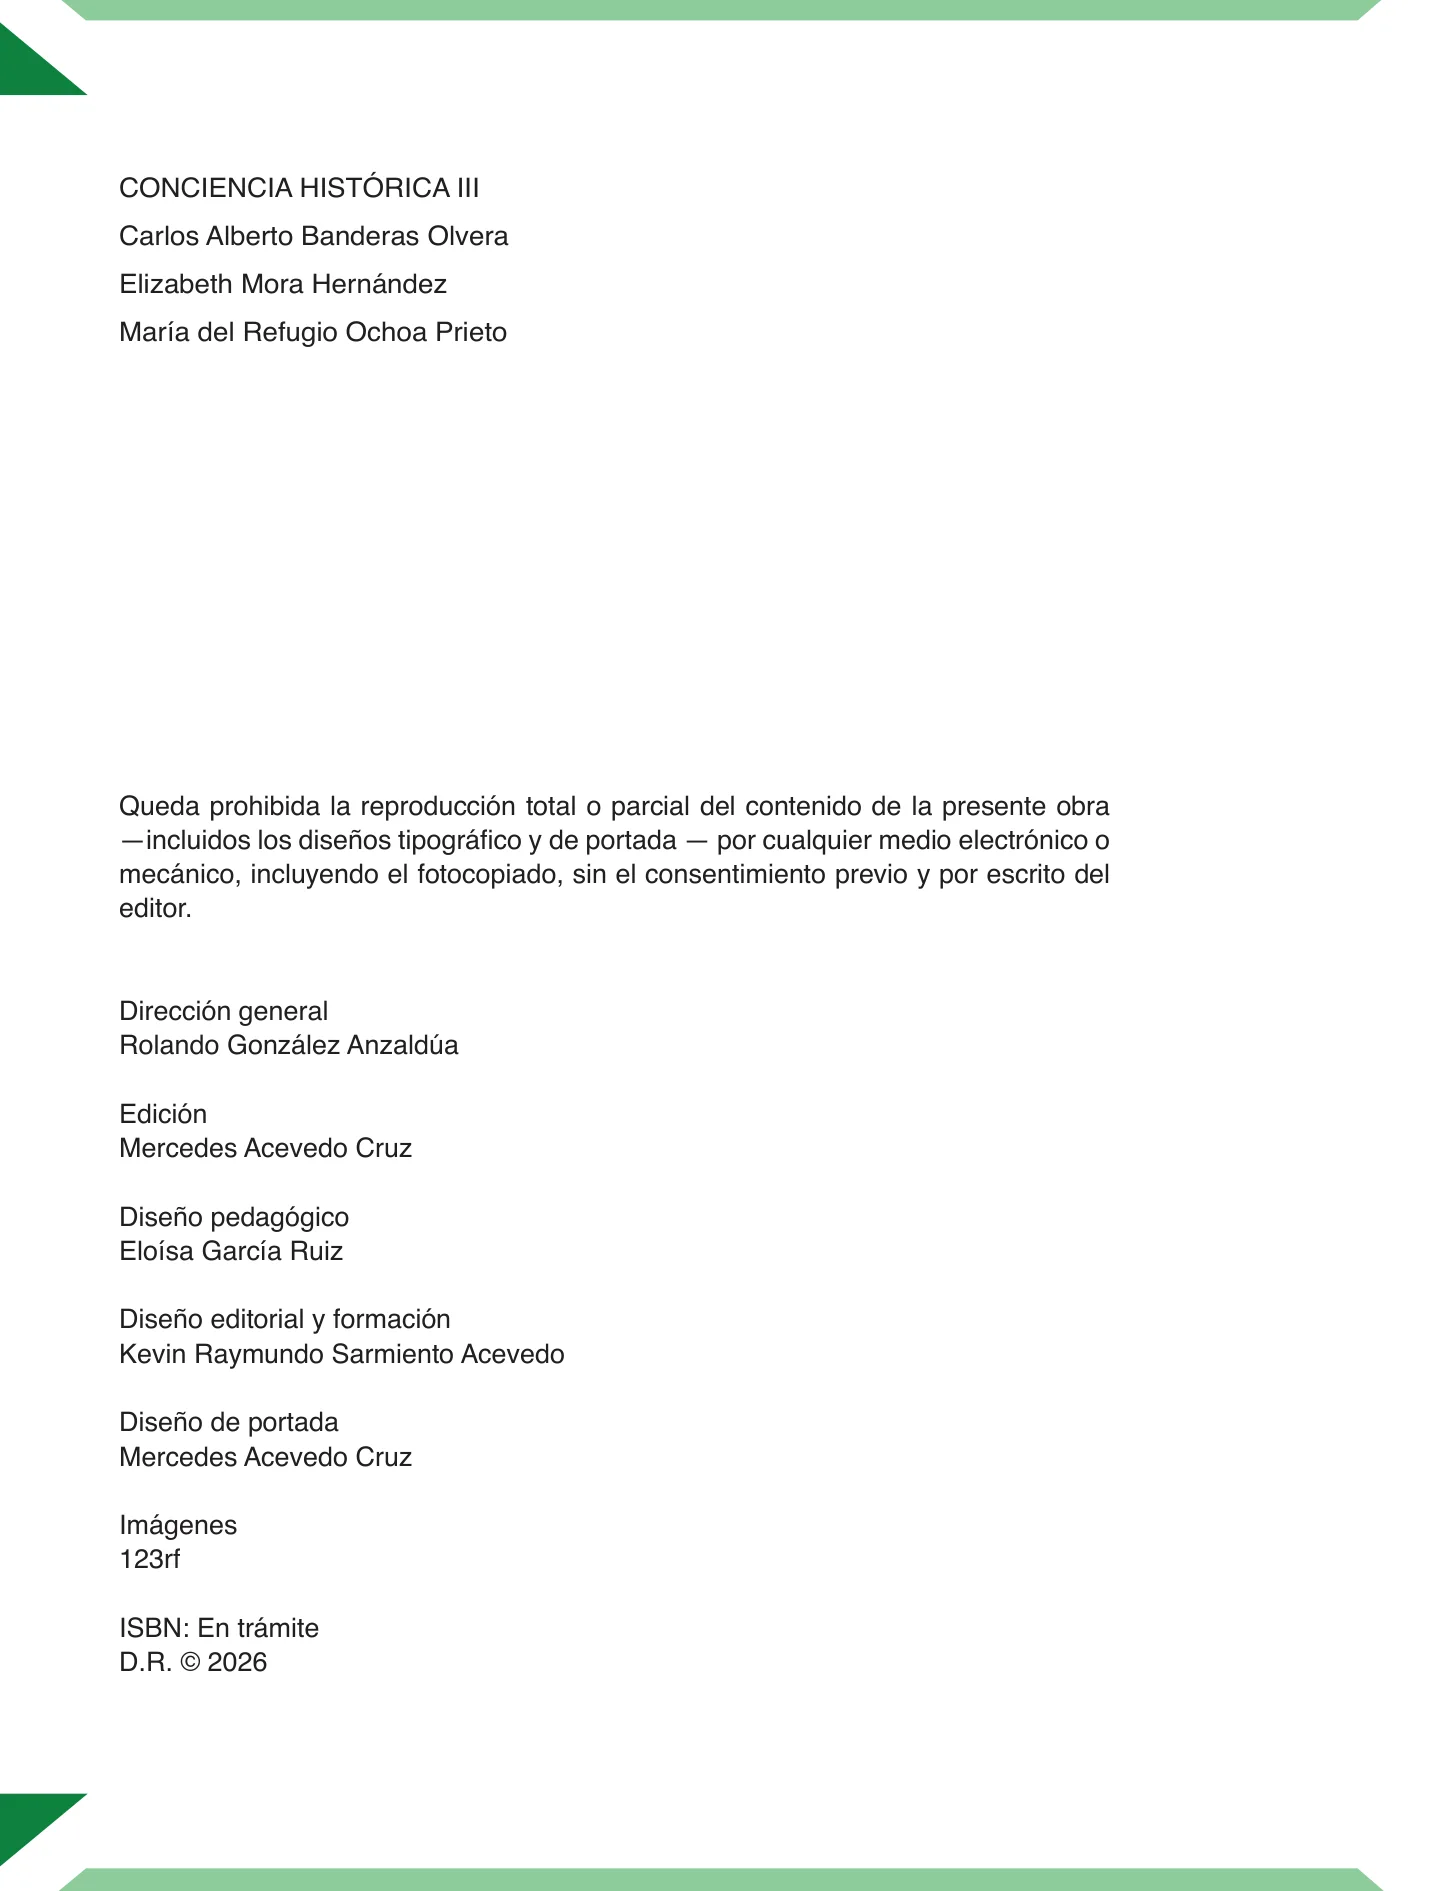 CONCIENCIA HISTÓRICA III
Carlos Alberto Banderas Olvera
Elizabeth Mora Hernández
María del Refugio Ochoa Prieto
Queda prohibida la reproducción total o parcial del contenido de la presente obra
—incluidos los diseños tipográfico y de portada — por cualquier medio electrónico o
mecánico, incluyendo el fotocopiado, sin el consentimiento previo y por escrito del
editor.
Dirección general
Rolando González Anzaldúa
Edición
Mercedes Acevedo Cruz
Diseño pedagógico
Eloísa García Ruiz
Diseño editorial y formación
Kevin Raymundo Sarmiento Acevedo
Diseño de portada
Mercedes Acevedo Cruz
Imágenes
123rf
ISBN: En trámite
D.R. © 2026